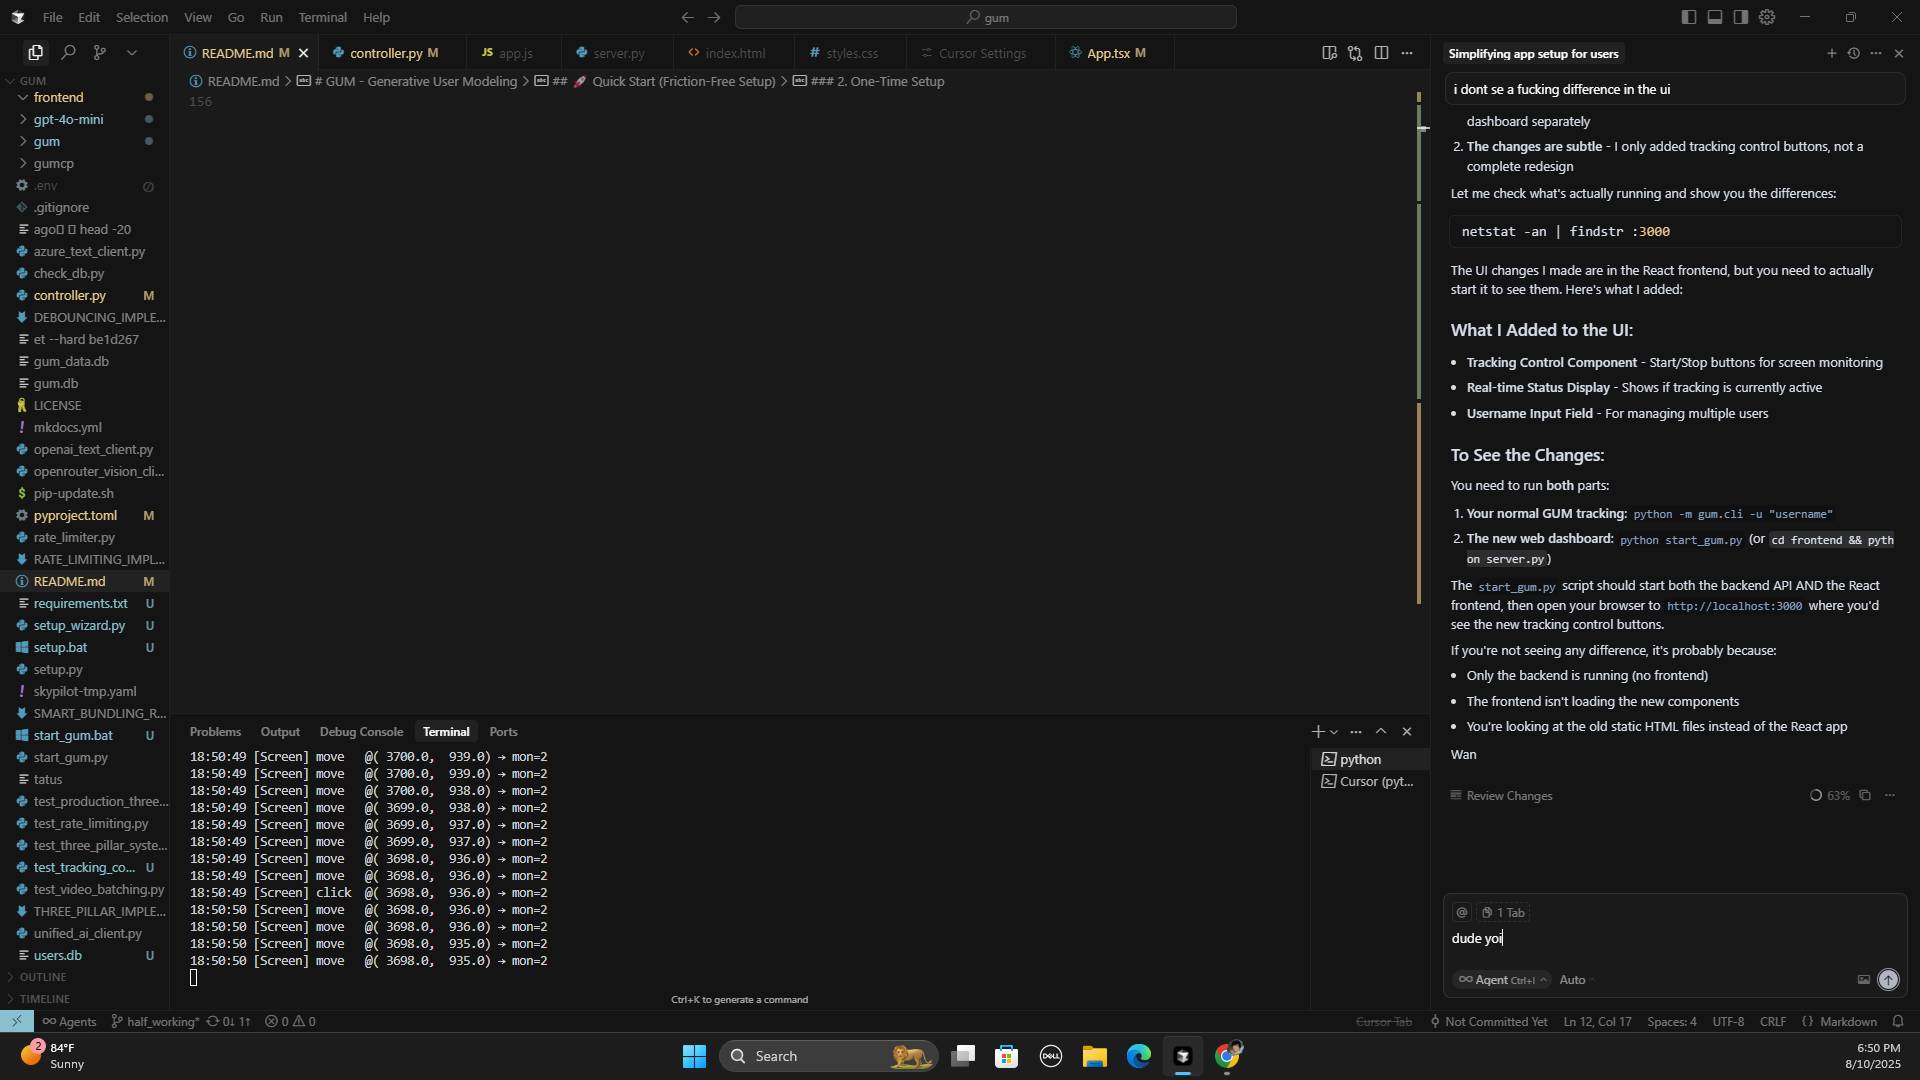 File Edit Selection View Go Run Terminal Help
gum
README.md M
controller.py M
JS app.js
server.py
<> index.html
# styles.css
Cursor Settings
App.tsx M
README.md > # GUM - Generative User Modeling > ## 🚀 Quick Start (Friction-Free Setup) > ### 2. One-Time Setup
156
GUM
frontend
gpt-4o-mini
gum
gumcp
.env
.gitignore
ago head -20
azure_text_client.py
check_db.py
controller.py M
DEBOUNCING_IMPLE...
et --hard be1d267
gum_data.db
gum.db
LICENSE
! mkdocs.yml
openai_text_client.py
openrouter_vision_cli...
$ pip-update.sh
pyproject.toml M
rate_limiter.py
RATE_LIMITING_IMPL...
README.md M
requirements.txt U
setup_wizard.py U
setup.bat U
setup.py
! skypilot-tmp.yaml
SMART_BUNDLING_R...
start_gum.bat U
start_gum.py
tatus
test_production_three...
test_rate_limiting.py
test_three_pillar_syste...
test_tracking_co... U
test_video_batching.py
THREE_PILLAR_IMPLE...
unified_ai_client.py
users.db U
OUTLINE
TIMELINE
Problems Output Debug Console Terminal Ports
18:50:49 [Screen] move @( 3700.0, 939.0) → mon=2
18:50:49 [Screen] move @( 3700.0, 939.0) → mon=2
18:50:49 [Screen] move @( 3700.0, 938.0) → mon=2
18:50:49 [Screen] move @( 3699.0, 938.0) → mon=2
18:50:49 [Screen] move @( 3699.0, 937.0) → mon=2
18:50:49 [Screen] move @( 3699.0, 937.0) → mon=2
18:50:49 [Screen] move @( 3698.0, 936.0) → mon=2
18:50:49 [Screen] move @( 3698.0, 936.0) → mon=2
18:50:49 [Screen] click @( 3698.0, 936.0) → mon=2
18:50:50 [Screen] move @( 3698.0, 936.0) → mon=2
18:50:50 [Screen] move @( 3698.0, 936.0) → mon=2
18:50:50 [Screen] move @( 3698.0, 935.0) → mon=2
18:50:50 [Screen] move @( 3698.0, 935.0) → mon=2
Ctrl+K to generate a command
python
Cursor (pyt...
Simplifying app setup for users
i dont se a fucking difference in the ui
dashboard separately
2. The changes are subtle - I only added tracking control buttons, not a
complete redesign
Let me check what's actually running and show you the differences:
netstat -an | findstr :3000
The UI changes I made are in the React frontend, but you need to actually
start it to see them. Here's what I added:
What I Added to the UI:
• Tracking Control Component - Start/Stop buttons for screen monitoring
• Real-time Status Display - Shows if tracking is currently active
• Username Input Field - For managing multiple users
To See the Changes:
You need to run both parts:
1. Your normal GUM tracking: python -m gum.cli -u "username"
2. The new web dashboard: python start_gum.py (or cd frontend && pyth
on server.py)
The start_gum.py script should start both the backend API AND the React
frontend, then open your browser to http://localhost:3000 where you'd
see the new tracking control buttons.
If you're not seeing any difference, it's probably because:
• Only the backend is running (no frontend)
• The frontend isn't loading the new components
• You're looking at the old static HTML files instead of the React app
Wan
Review Changes 63%
@ 1 Tab
dude yoi
Agent Ctrl+I Auto
Agents half_working* 0↓ 1↑ 0 0
Cursor Tab Not Committed Yet Ln 12, Col 17 Spaces: 4 UTF-8 CRLF {} Markdown
2
84°F
Sunny
Search
DELL
6:50 PM
8/10/2025